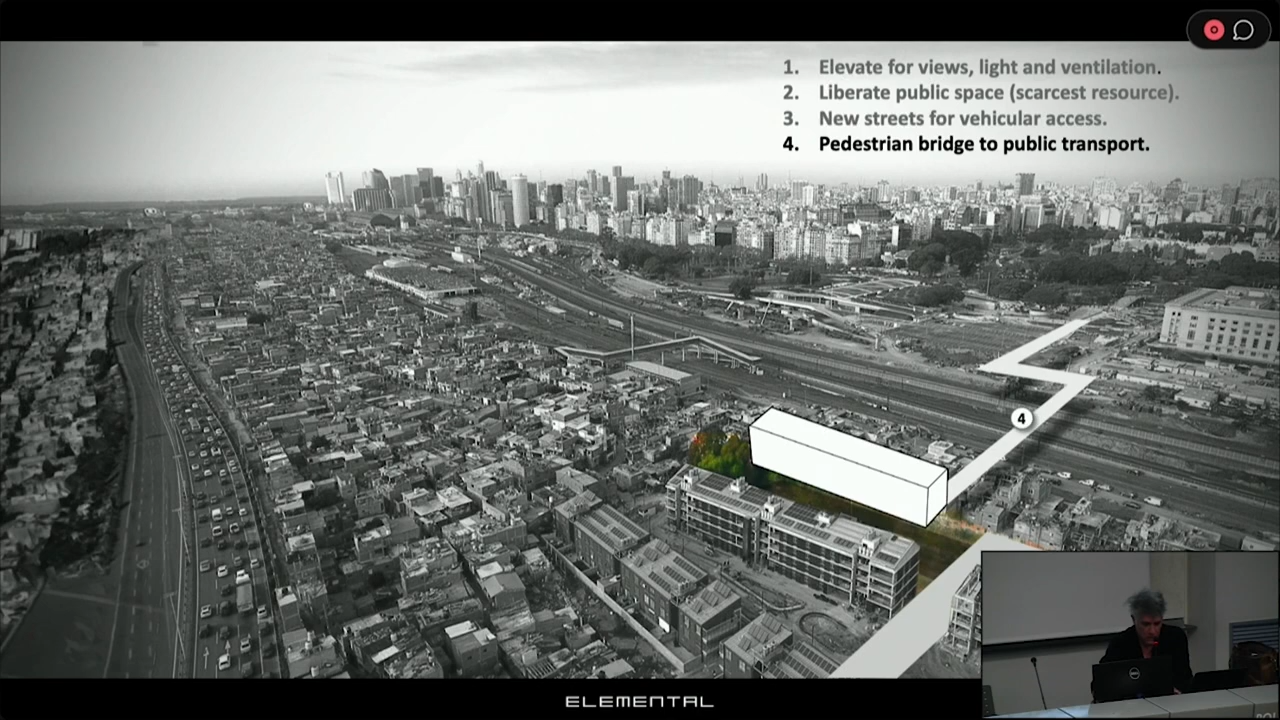 1. Elevate for views, light and ventilation.
2. Liberate public space (scarcest resource).
3. New streets for vehicular access.
4. Pedestrian bridge to public transport.
4
ELEMENTAL